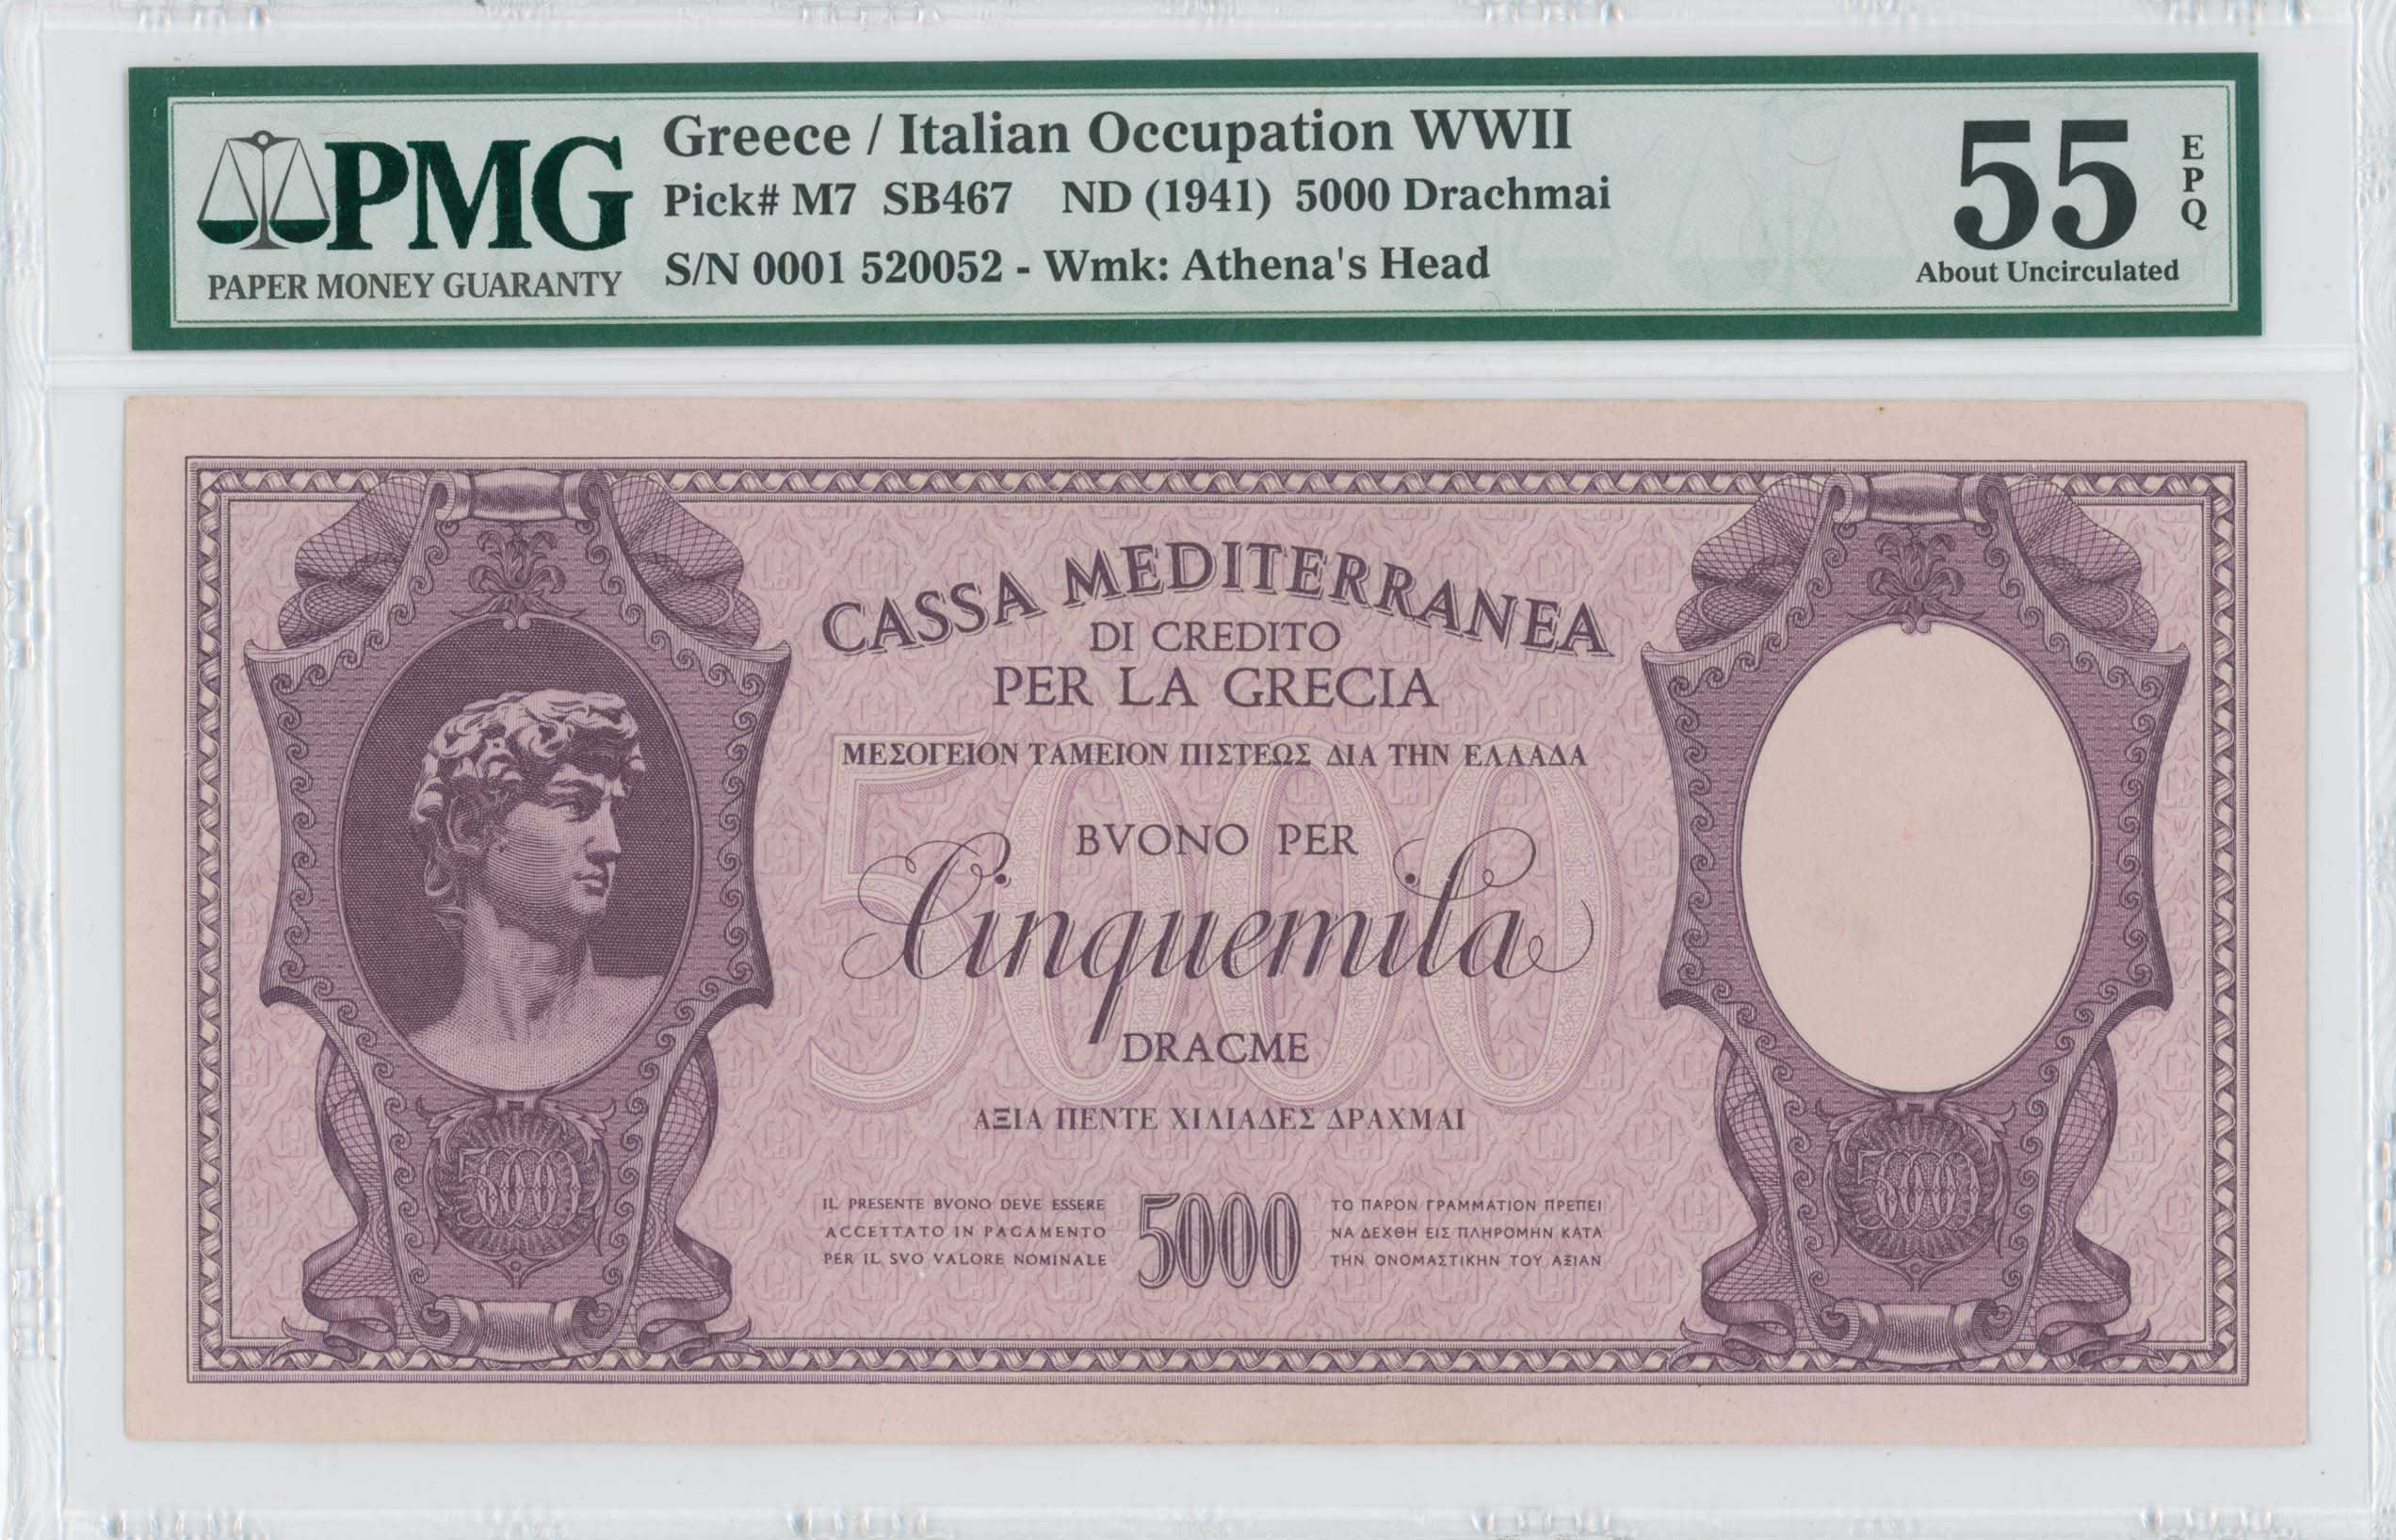 PMG
PAPER MONEY GUARANTY
Greece / Italian Occupation WWII
Pick# M7 SB467 ND (1941) 5000 Drachmai
S/N 0001 520052 - Wmk: Athena's Head
55
EPQ
About Uncirculated
CASSA MEDITERRANEA
DI CREDITO
PER LA GRECIA
ΜΕΣΟΓΕΙΟΝ ΤΑΜΕΙΟΝ ΠΙΣΤΕΩΣ ΔΙΑ ΤΗΝ ΕΛΛΑΔΑ
5000
BVONO PER
Cinquemila
DRACME
ΑΞΙΑ ΠΕΝΤΕ ΧΙΛΙΑΔΕΣ ΔΡΑΧΜΑΙ
5000
IL PRESENTE BVONO DEVE ESSERE
ACCETTATO IN PAGAMENTO
PER IL SVO VALORE NOMINALE
5000
ΤΟ ΠΑΡΟΝ ΓΡΑΜΜΑΤΙΟΝ ΠΡΕΠΕΙ
ΝΑ ΔΕΧΘΗ ΕΙΣ ΠΛΗΡΟΜΗΝ ΚΑΤΑ
ΤΗΝ ΟΝΟΜΑΣΤΙΚΗΝ ΤΟΥ ΑΞΙΑΝ
5000